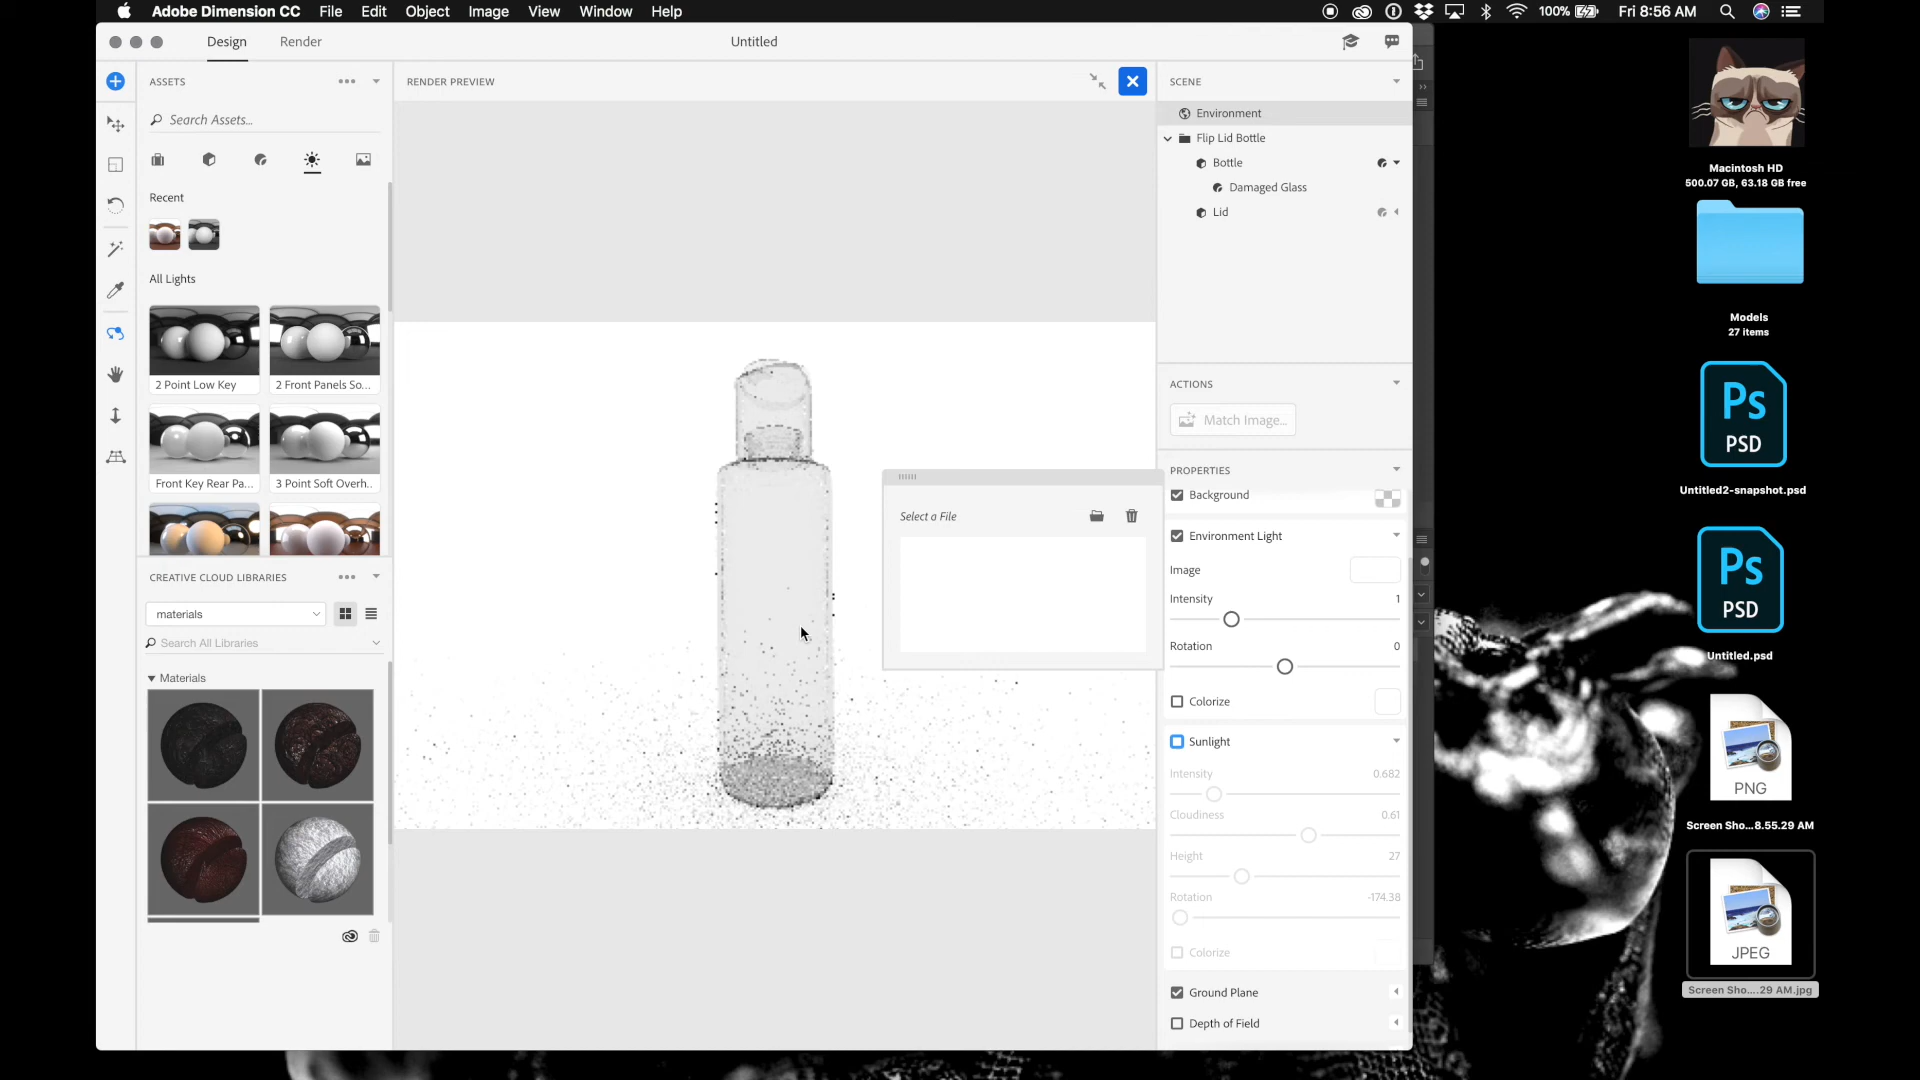 Adobe Dimension CC File Edit Object Image View Window Help
100% Fri 8:56 AM
Design Render Untitled
ASSETS
Search Assets...
Recent
All Lights
2 Point Low Key
2 Front Panels So...
Front Key Rear Pa...
3 Point Soft Overh..
CREATIVE CLOUD LIBRARIES
materials
Search All Libraries
Materials
RENDER PREVIEW
Select a File
SCENE
Environment
Flip Lid Bottle
Bottle
Damaged Glass
Lid
ACTIONS
Match Image...
PROPERTIES
Background
Environment Light
Image
Intensity 1
Rotation 0
Colorize
Sunlight
Intensity 0.682
Cloudiness 0.61
Height 27
Rotation -174.38
Colorize
Ground Plane
Depth of Field
Macintosh HD
500.07 GB, 63.18 GB free
Models
27 items
Ps
PSD
Untitled2-snapshot.psd
Ps
PSD
Untitled.psd
PNG
Screen Sho...8.55.29 AM
JPEG
Screen Sho....29 AM.jpg